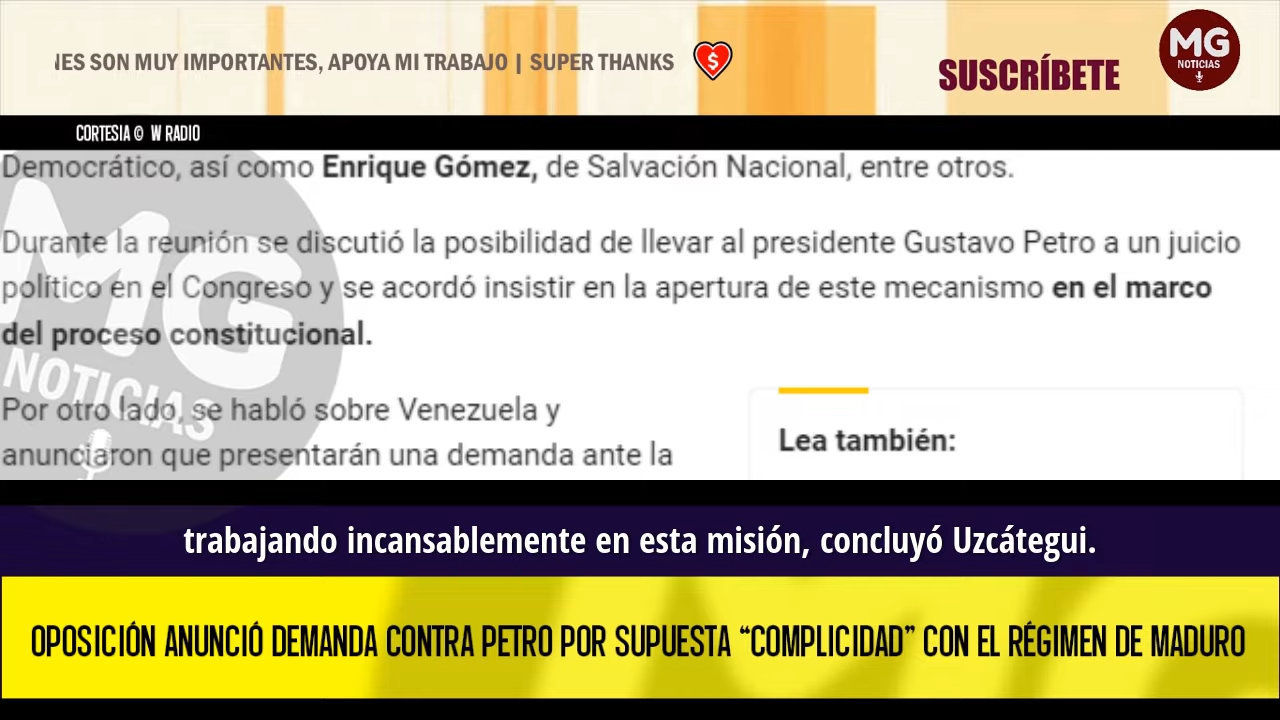 NES SON MUY IMPORTANTES, APOYA MI TRABAJO | SUPER THANKS
SUSCRÍBETE
MG
NOTICIAS
CORTESIA © W RADIO
Democrático, así como Enrique Gómez, de Salvación Nacional, entre otros.
Durante la reunión se discutió la posibilidad de llevar al presidente Gustavo Petro a un juicio
político en el Congreso y se acordó insistir en la apertura de este mecanismo en el marco
del proceso constitucional.
MG
NOTICIAS
Por otro lado, se habló sobre Venezuela y
anunciaron que presentarán una demanda ante la
Lea también:
trabajando incansablemente en esta misión, concluyó Uzcátegui.
OPOSICIÓN ANUNCIÓ DEMANDA CONTRA PETRO POR SUPUESTA “COMPLICIDAD” CON EL RÉGIMEN DE MADURO